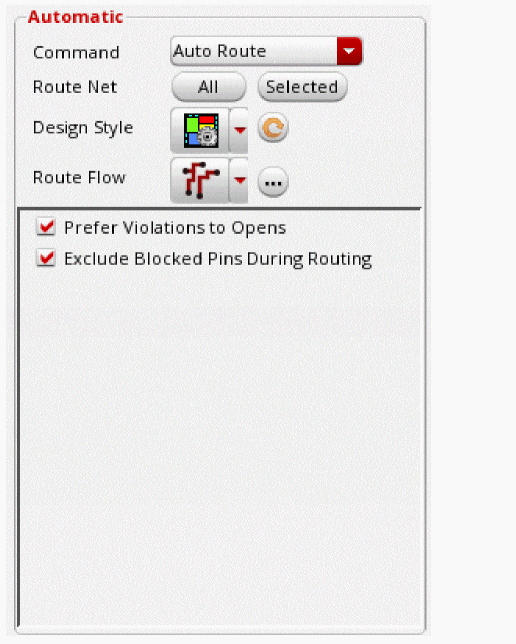 Automatic
Command Auto Route
Route Net All Selected
Design Style
Route Flow ...
Prefer Violations to Opens
Exclude Blocked Pins During Routing